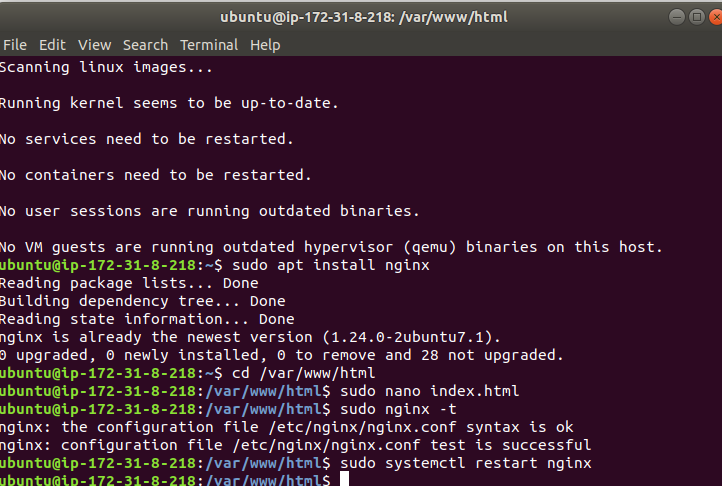 ubuntu@ip-172-31-8-218: /var/www/html
File Edit View Search Terminal Help
Scanning linux images...
Running kernel seems to be up-to-date.
No services need to be restarted.
No containers need to be restarted.
No user sessions are running outdated binaries.
No VM guests are running outdated hypervisor (qemu) binaries on this host.
ubuntu@ip-172-31-8-218:~$ sudo apt install nginx
Reading package lists... Done
Building dependency tree... Done
Reading state information... Done
nginx is already the newest version (1.24.0-2ubuntu7.1).
0 upgraded, 0 newly installed, 0 to remove and 28 not upgraded.
ubuntu@ip-172-31-8-218:~$ cd /var/www/html
ubuntu@ip-172-31-8-218:/var/www/html$ sudo nano index.html
ubuntu@ip-172-31-8-218:/var/www/html$ sudo nginx -t
nginx: the configuration file /etc/nginx/nginx.conf syntax is ok
nginx: configuration file /etc/nginx/nginx.conf test is successful
ubuntu@ip-172-31-8-218:/var/www/html$ sudo systemctl restart nginx
ubuntu@ip-172-31-8-218:/var/www/html$